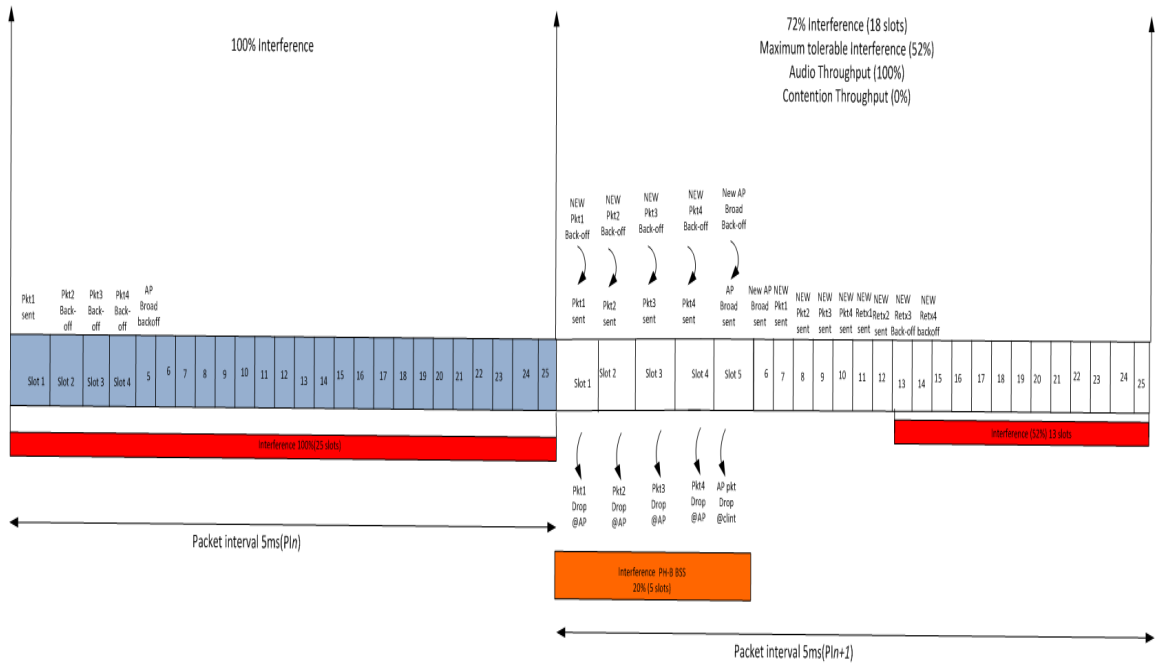 100% Interference
72% Interference (18 slots)
Maximum tolerable Interference (52%)
Audio Throughput (100%)
Contention Throughput (0%)
NEW
Pkt1
Back-off
NEW
Pkt2
Back-off
NEW
Pkt3
Back-off
NEW
Pkt4
Back-off
New AP
Broad
Back-off
Pkt1
sent
Pkt2
Back-
off
Pkt3
Back-
off
Pkt4
Back-
off
AP
Broad
backoff
Pkt1
sent
Pkt2
sent
Pkt3
sent
Pkt4
sent
AP
Broad
sent
New AP
Broad
sent
NEW
Pkt1
sent
NEW
Pkt2
sent
NEW
Pkt3
sent
NEW
Pkt4
sent
NEW
Retx1
sent
NEW
Retx2
sent
NEW
Retx3
Back-off
NEW
Retx4
backoff
Slot 1
Slot 2
Slot 3
Slot 4
5
6
7
8
9
10
11
12
13
14
15
16
17
18
19
20
21
22
23
24
25
Slot 1
Slot 2
Slot 3
Slot 4
Slot 5
6
7
8
9
10
11
12
13
14
15
16
17
18
19
20
21
22
23
24
25
Interference 100%(25 slots)
Interference (52%) 13 slots
Pkt1
Drop
@AP
Pkt2
Drop
@AP
Pkt3
Drop
@AP
Pkt4
Drop
@AP
AP pkt
Drop
@clint
Packet interval 5ms(PIn)
Interference PH-B BSS
20% (5 slots)
Packet interval 5ms(PIn+1)